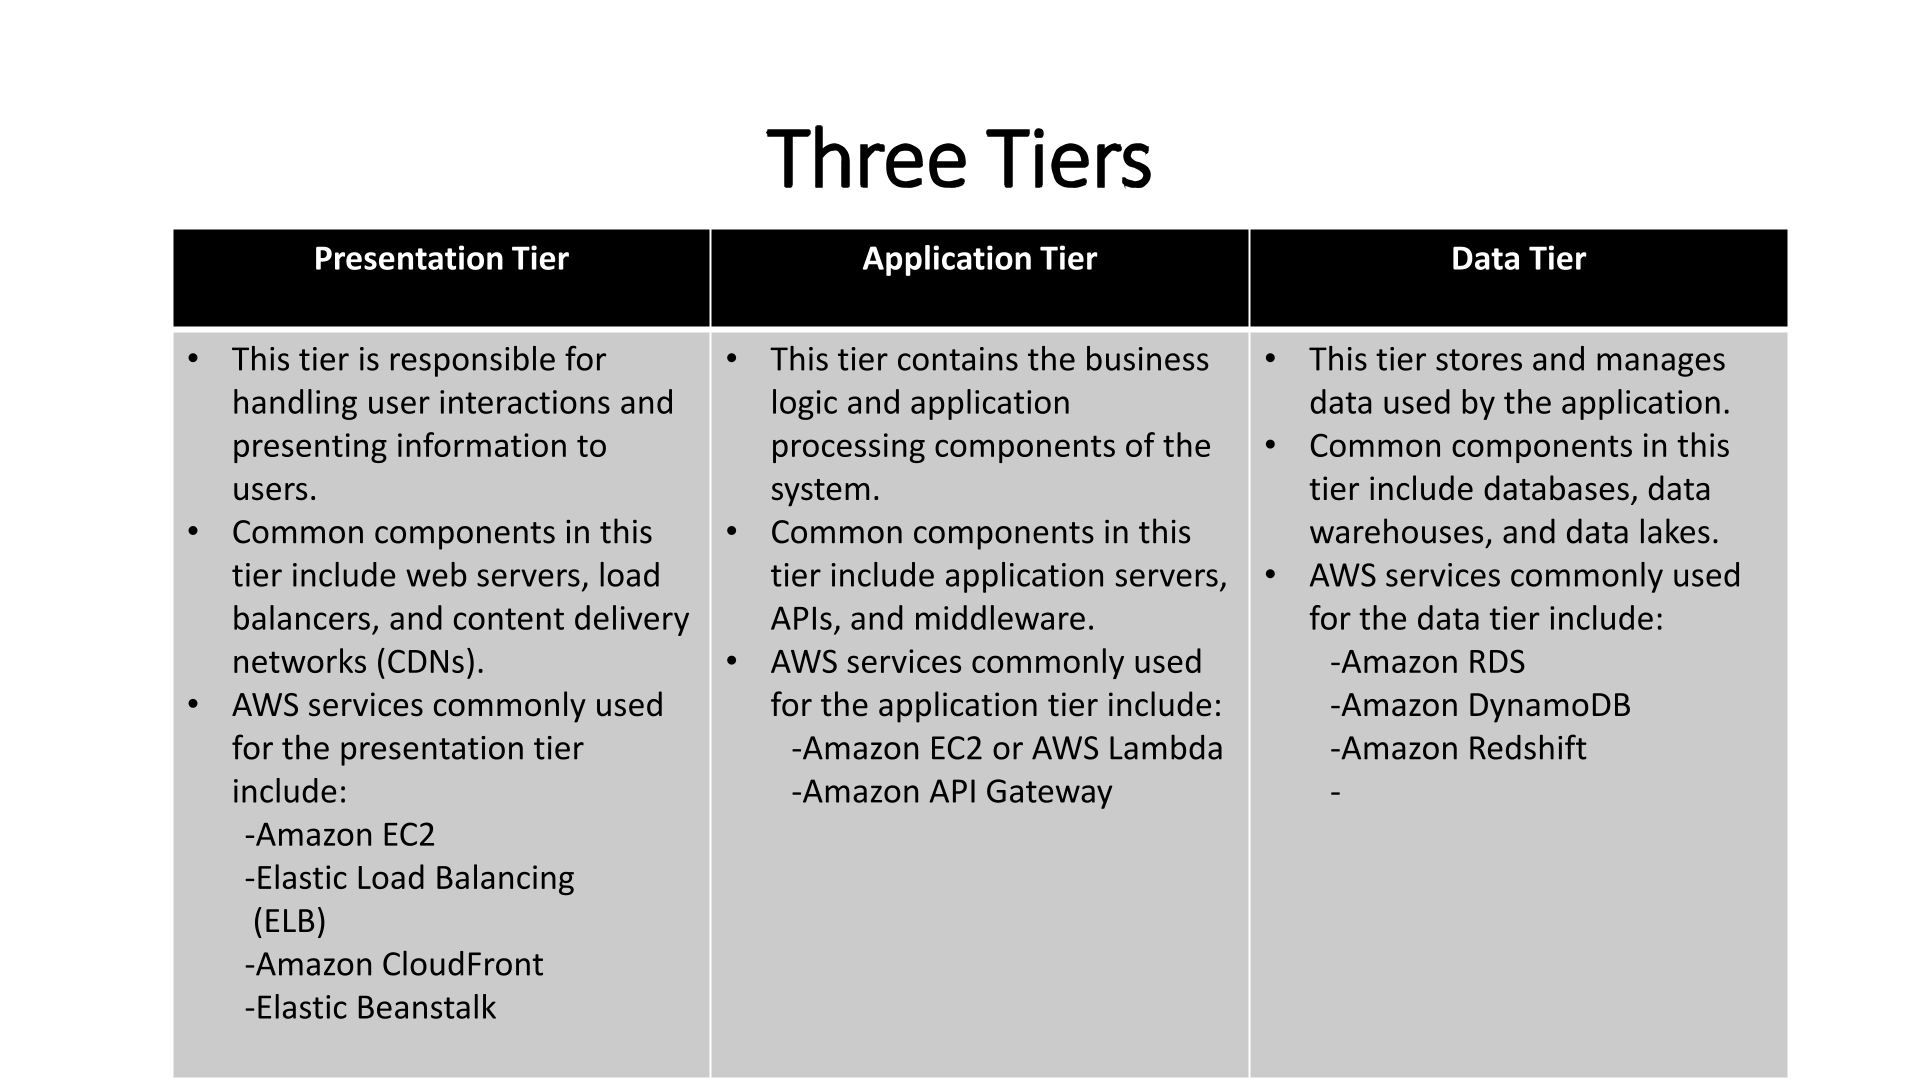 Three Tiers
Presentation Tier
Application Tier
Data Tier
• This tier is responsible for
handling user interactions and
presenting information to
users.
• Common components in this
tier include web servers, load
balancers, and content delivery
networks (CDNs).
• AWS services commonly used
for the presentation tier
include:
-Amazon EC2
-Elastic Load Balancing
(ELB)
-Amazon CloudFront
-Elastic Beanstalk
• This tier contains the business
logic and application
processing components of the
system.
• Common components in this
tier include application servers,
APIs, and middleware.
• AWS services commonly used
for the application tier include:
-Amazon EC2 or AWS Lambda
-Amazon API Gateway
• This tier stores and manages
data used by the application.
• Common components in this
tier include databases, data
warehouses, and data lakes.
• AWS services commonly used
for the data tier include:
-Amazon RDS
-Amazon DynamoDB
-Amazon Redshift
-